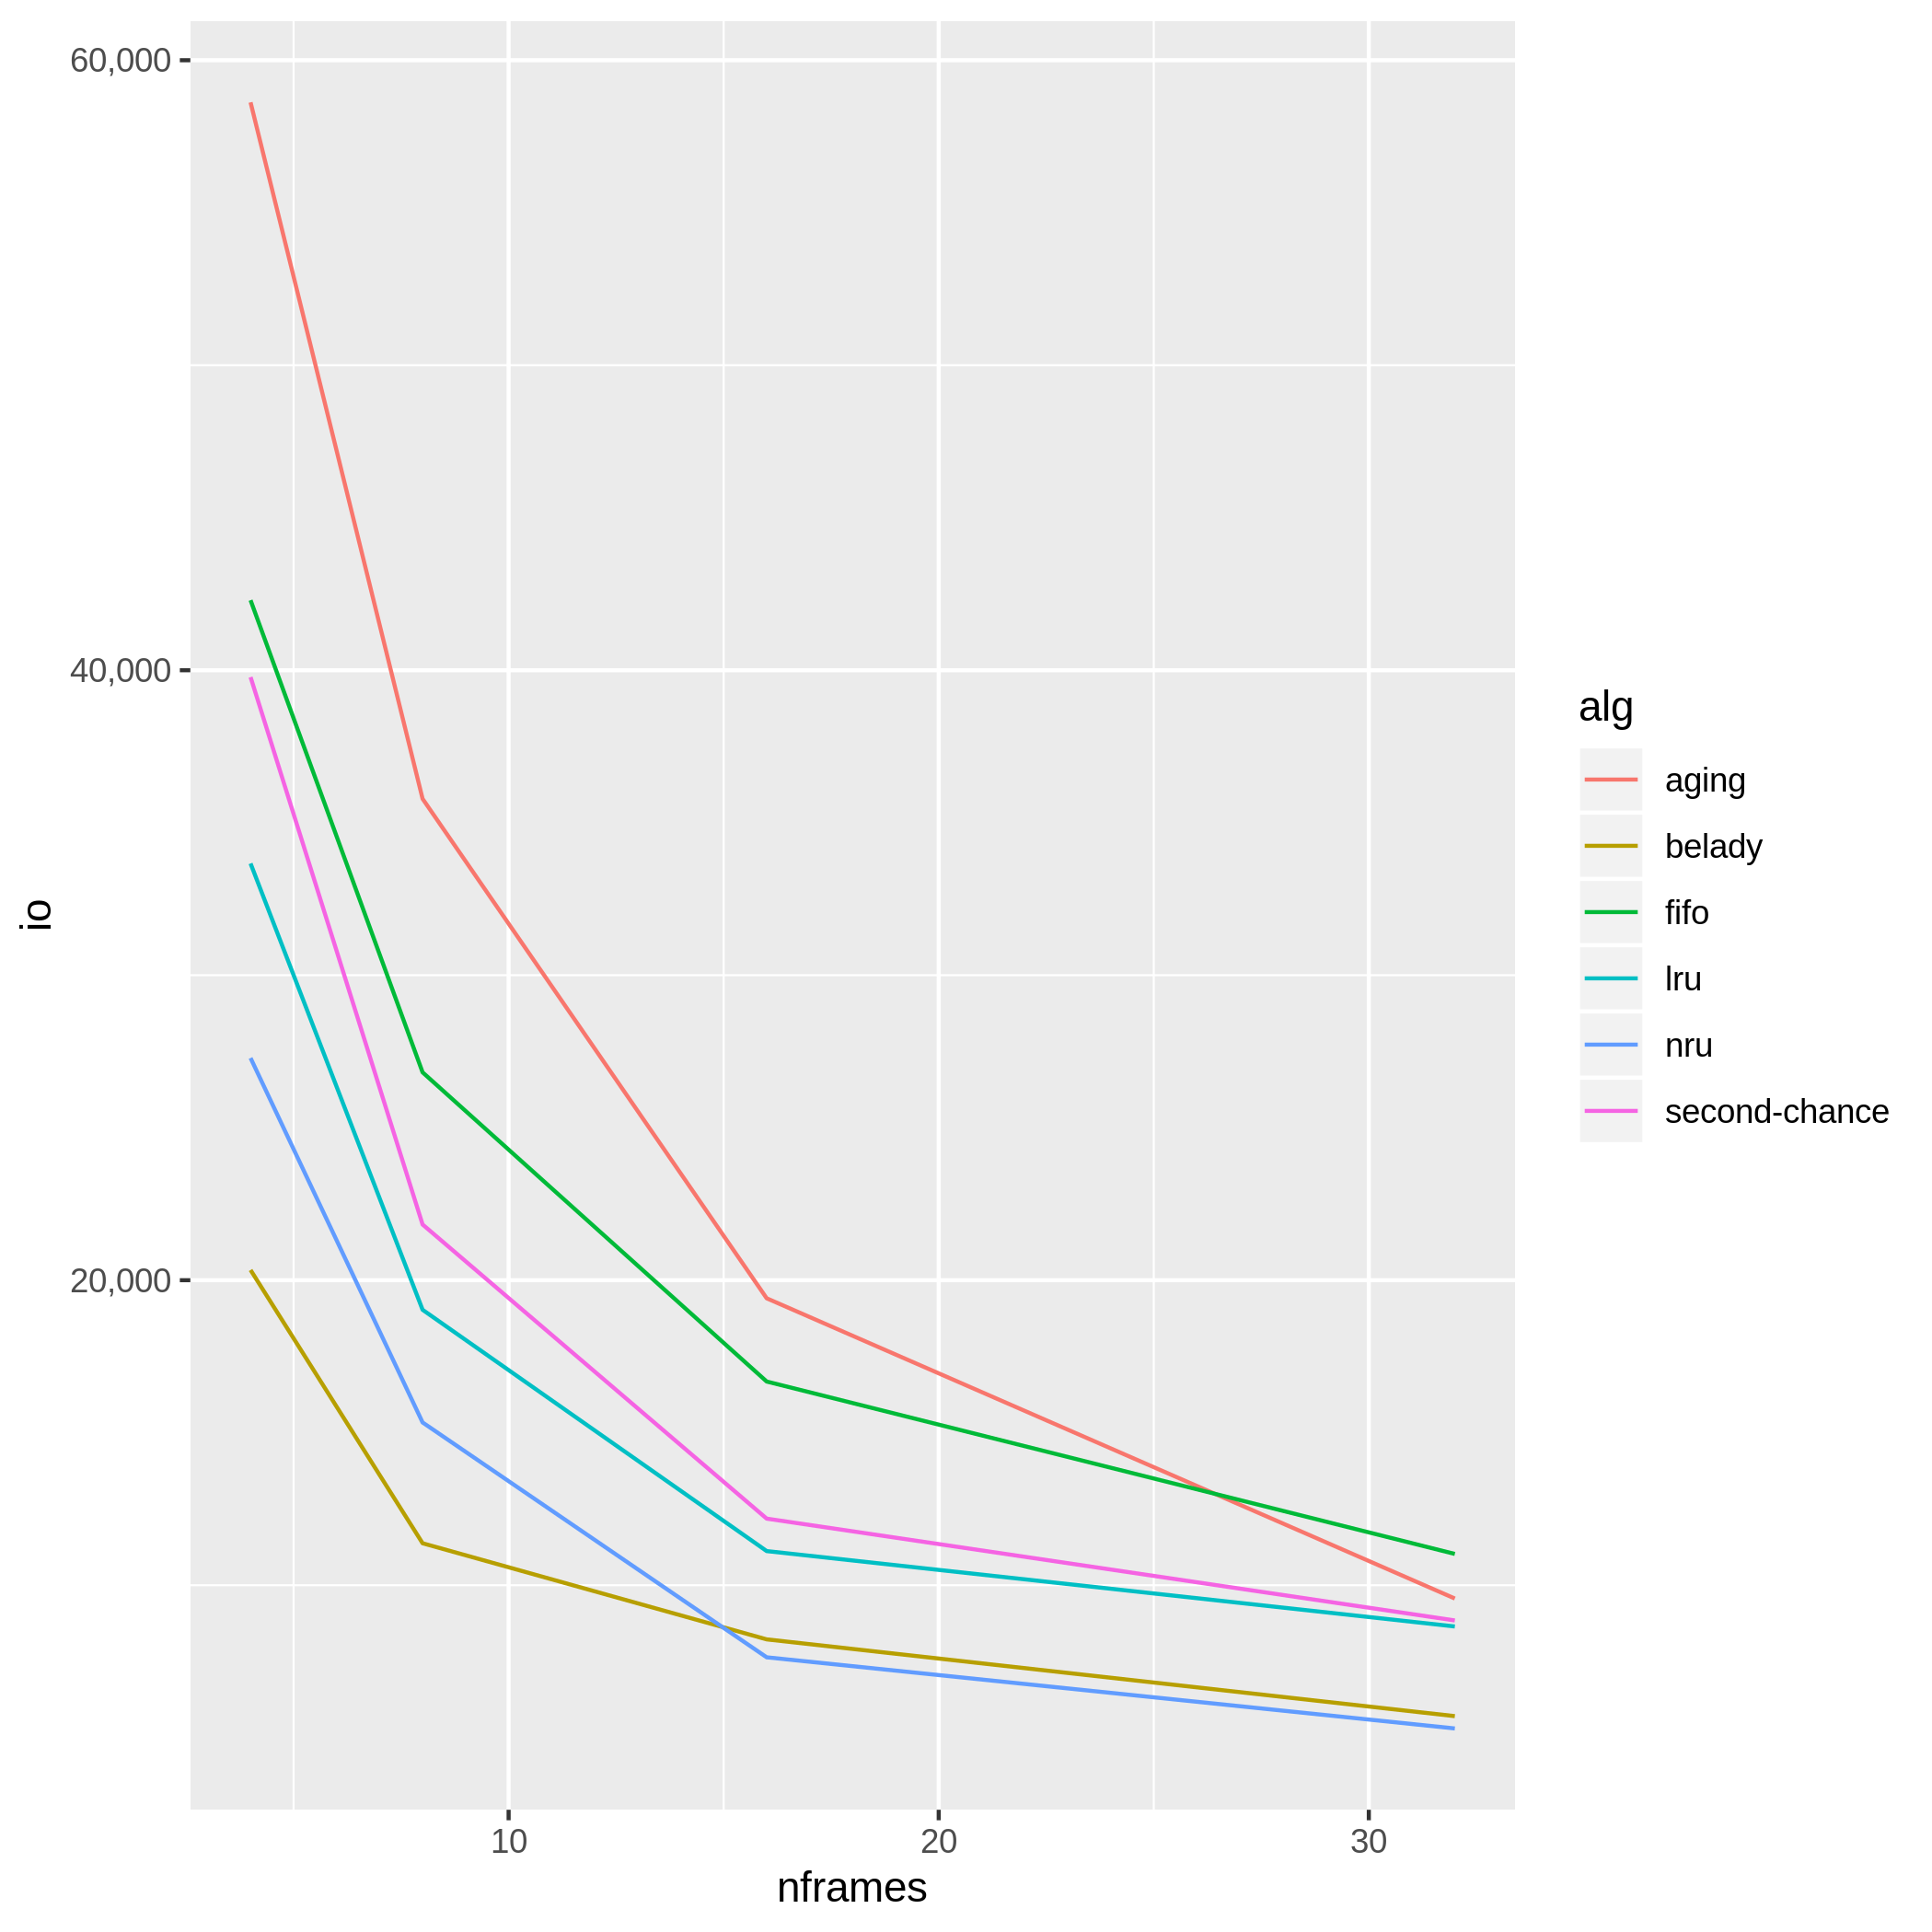 60,000
40,000
20,000
io
10
20
30
nframes
alg
aging
belady
fifo
lru
nru
second-chance